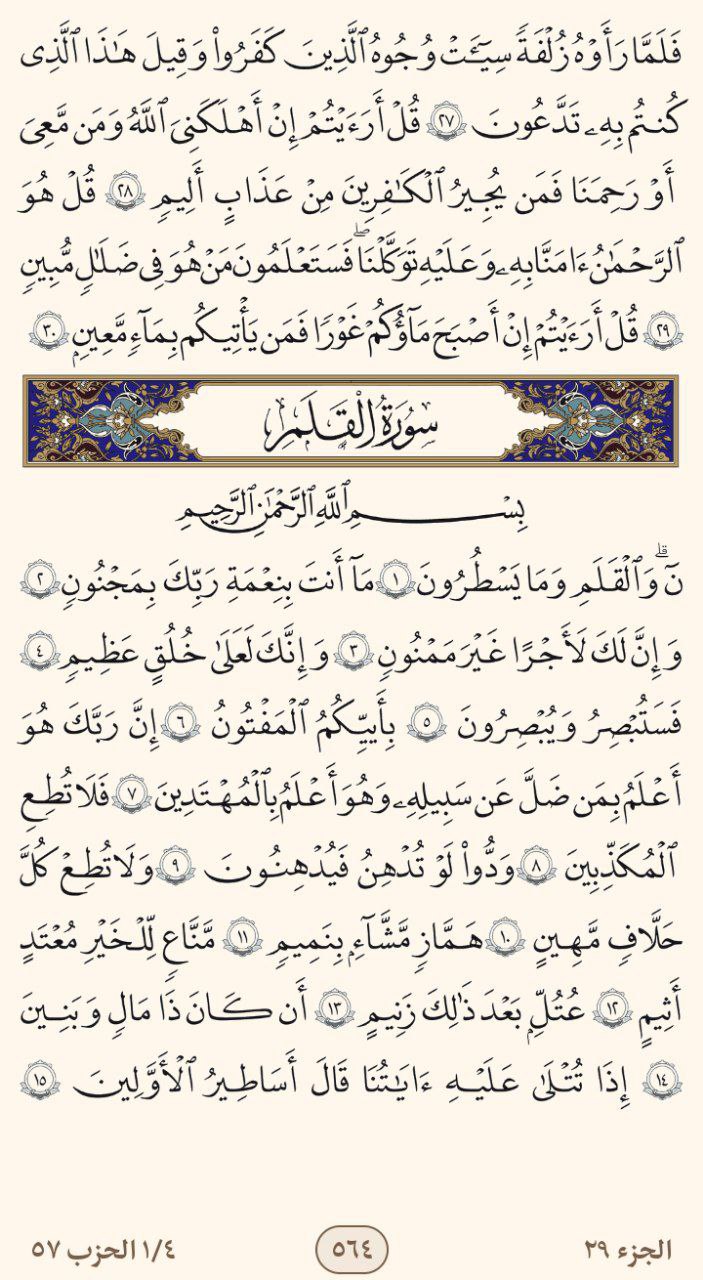 فَلَمَّا رَأَوۡهُ زُلۡفَةٗ سِيٓـَٔتۡ وُجُوهُ ٱلَّذِينَ كَفَرُواْ وَقِيلَ هَٰذَا ٱلَّذِي
كُنتُم بِهِۦ تَدَّعُونَ ٢٧ قُلۡ أَرَءَيۡتُمۡ إِنۡ أَهۡلَكَنِيَ ٱللَّهُ وَمَن مَّعِيَ
أَوۡ رَحِمَنَا فَمَن يُجِيرُ ٱلۡكَٰفِرِينَ مِنۡ عَذَابٍ أَلِيمٖ ٢٨ قُلۡ هُوَ
ٱلرَّحۡمَٰنُ ءَامَنَّا بِهِۦ وَعَلَيۡهِ تَوَكَّلۡنَاۖ فَسَتَعۡلَمُونَ مَنۡ هُوَ فِي ضَلَٰلٖ مُّبِينٖ
٢٩ قُلۡ أَرَءَيۡتُمۡ إِنۡ أَصۡبَحَ مَآؤُكُمۡ غَوۡرٗا فَمَن يَأۡتِيكُم بِمَآءٖ مَّعِينِۭ ٣٠
سُورَةُ ٱلۡقَلَمِ
بِسۡمِ ٱللَّهِ ٱلرَّحۡمَٰنِ ٱلرَّحِيمِ
نٓۚ وَٱلۡقَلَمِ وَمَا يَسۡطُرُونَ ١ مَآ أَنتَ بِنِعۡمَةِ رَبِّكَ بِمَجۡنُونٖ ٢
وَإِنَّ لَكَ لَأَجۡرًا غَيۡرَ مَمۡنُونٖ ٣ وَإِنَّكَ لَعَلَىٰ خُلُقٍ عَظِيمٖ ٤
فَسَتُبۡصِرُ وَيُبۡصِرُونَ ٥ بِأَييِّكُمُ ٱلۡمَفۡتُونُ ٦ إِنَّ رَبَّكَ هُوَ
أَعۡلَمُ بِمَن ضَلَّ عَن سَبِيلِهِۦ وَهُوَ أَعۡلَمُ بِٱلۡمُهۡتَدِينَ ٧ فَلَا تُطِعِ
ٱلۡمُكَذِّبِينَ ٨ وَدُّواْ لَوۡ تُدۡهِنُ فَيُدۡهِنُونَ ٩ وَلَا تُطِعۡ كُلَّ
حَلَّافٖ مَّهِينٍ ١٠ هَمَّازٖ مَّشَّآءِۭ بِنَمِيمٖ ١١ مَّنَّاعٖ لِّلۡخَيۡرِ مُعۡتَدٍ
أَثِيمٍ ١٢ عُتُلِّۭ بَعۡدَ ذَٰلِكَ زَنِيمٍ ١٣ أَن كَانَ ذَا مَالٖ وَبَنِينَ
١٤ إِذَا تُتۡلَىٰ عَلَيۡهِ ءَايَٰتُنَا قَالَ أَسَٰطِيرُ ٱلۡأَوَّلِينَ ١٥
الجزء ٢٩
٥٦٤
١/٤ الحزب ٥٧